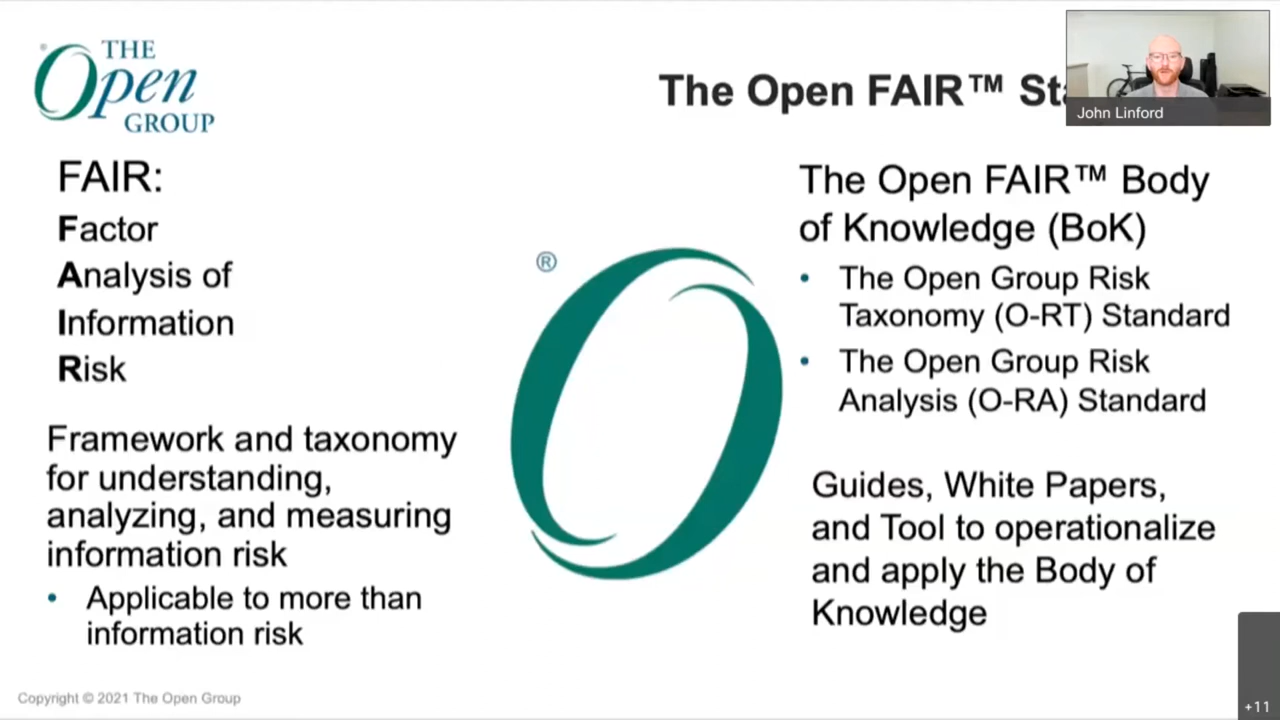 THE
Open
GROUP
The Open FAIR™
John Linford
FAIR:
Factor
Analysis of
Information
Risk
Framework and taxonomy
for understanding,
analyzing, and measuring
information risk
• Applicable to more than
information risk
®
The Open FAIR™ Body
of Knowledge (BoK)
• The Open Group Risk
Taxonomy (O-RT) Standard
• The Open Group Risk
Analysis (O-RA) Standard
Guides, White Papers,
and Tool to operationalize
and apply the Body of
Knowledge
Copyright © 2021 The Open Group
+11